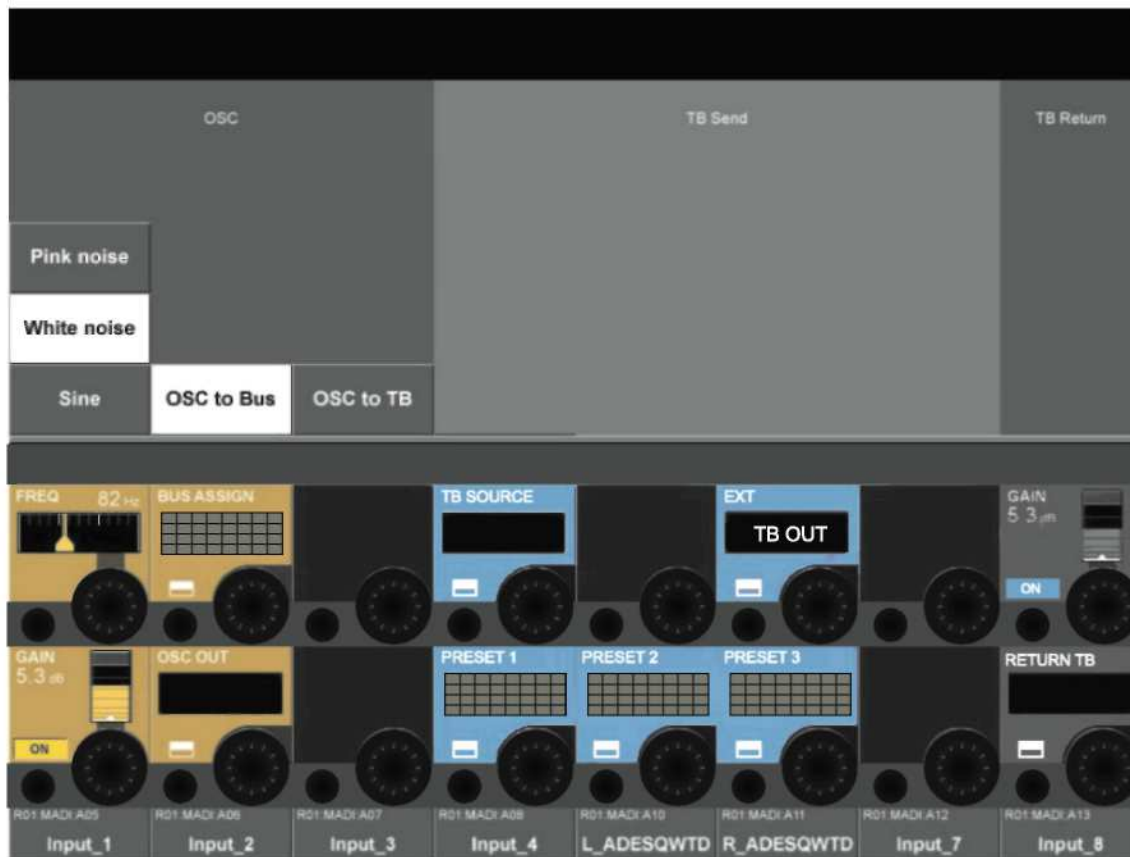 OSC TB Send TB Return
Pink noise
White noise
Sine OSC to Bus OSC to TB
FREQ 82 Hz BUS ASSIGN TB SOURCE EXT GAIN
5.3
TB OUT
ON
GAIN OSC OUT PRESET 1 PRESET 2 PRESET 3 RETURN TB
5.3 dB
ON
R01:MADI:A05 R01:MADI:A06 R01:MADI:A07 R01:MADI:A08 R01:MADI:A10 R01:MADI:A11 R01:MADI:A12 R01:MADI:A13
Input_1 Input_2 Input_3 Input_4 L_ADESQWTD R_ADESQWTD Input_7 Input_8